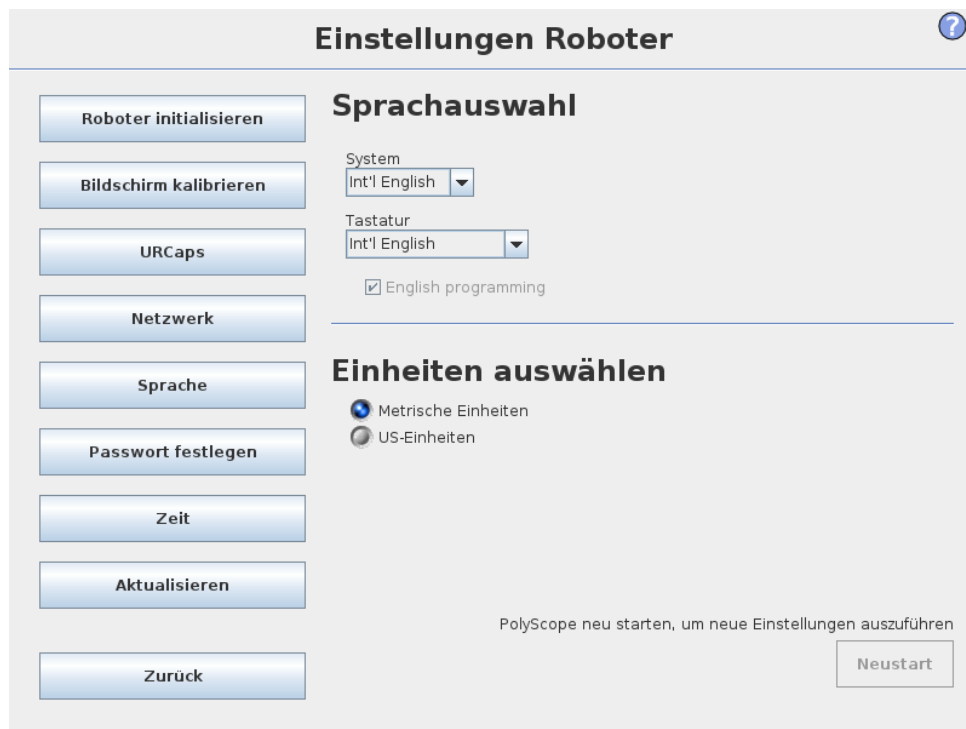 Einstellungen Roboter
?
Roboter initialisieren
Bildschirm kalibrieren
URCaps
Netzwerk
Sprache
Passwort festlegen
Zeit
Aktualisieren
Zurück
Sprachauswahl
System
Int'l English
Tastatur
Int'l English
English programming
Einheiten auswählen
Metrische Einheiten
US-Einheiten
PolyScope neu starten, um neue Einstellungen auszuführen
Neustart